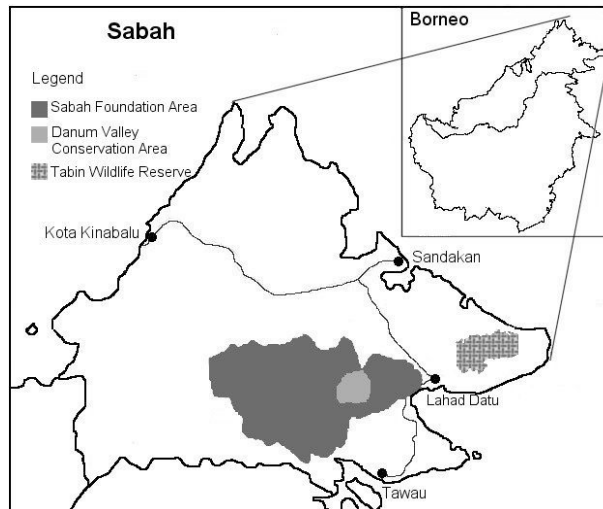 Sabah
Borneo
Legend
Sabah Foundation Area
Danum Valley
Conservation Area
Tabin Wildlife Reserve
Kota Kinabalu
Sandakan
Lahad Datu
Tawau